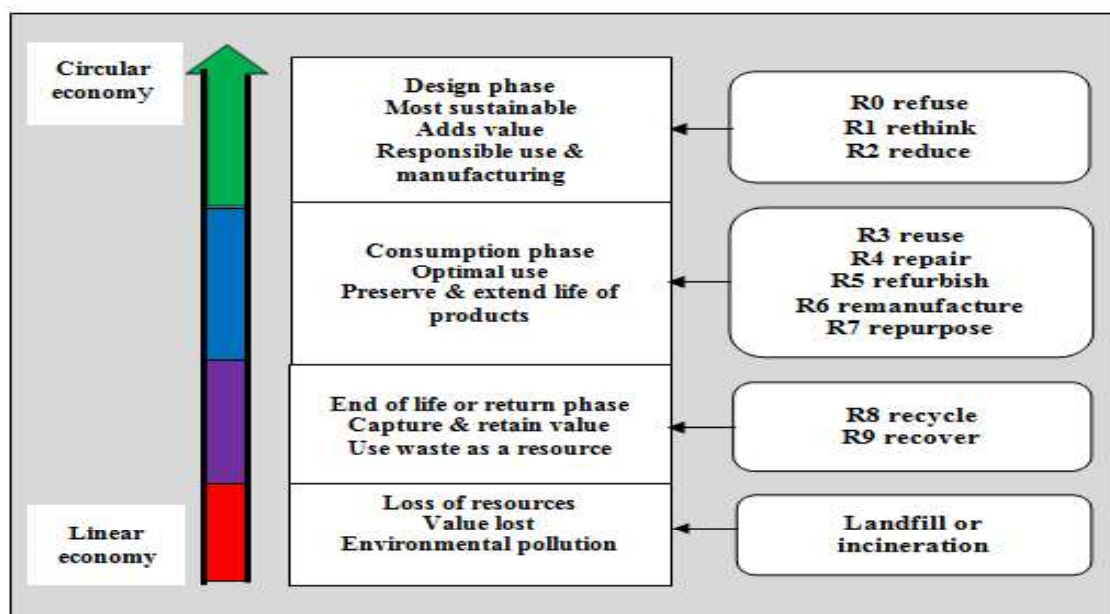 Circular
economy
Design phase
Most sustainable
Adds value
Responsible use &
manufacturing
R0 refuse
R1 rethink
R2 reduce
Consumption phase
Optimal use
Preserve & extend life of
products
R3 reuse
R4 repair
R5 refurbish
R6 remanufacture
R7 repurpose
End of life or return phase
Capture & retain value
Use waste as a resource
R8 recycle
R9 recover
Linear
economy
Loss of resources
Value lost
Environmental pollution
Landfill or
incineration